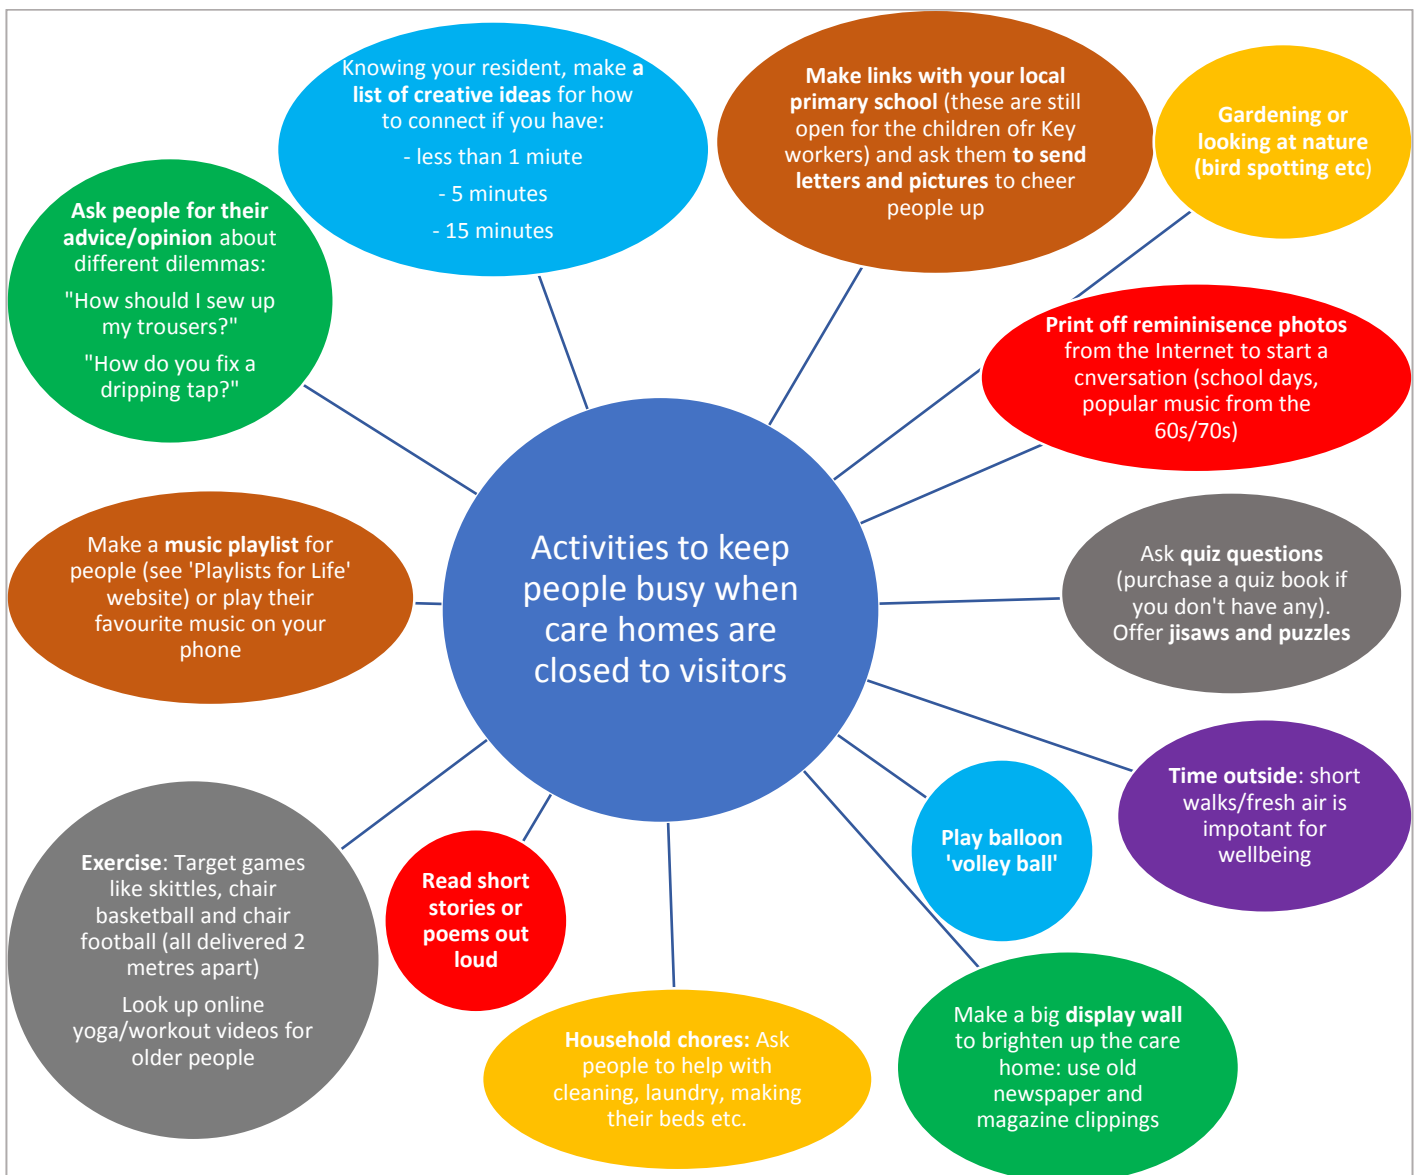 Knowing your resident, make a
list of creative ideas for how
to connect if you have:
- less than 1 miute
- 5 minutes
- 15 minutes
Make links with your local
primary school (these are still
open for the children ofr Key
workers) and ask them to send
letters and pictures to cheer
people up
Gardening or
looking at nature
(bird spotting etc)
Ask people for their
advice/opinion about
different dilemmas:
"How should I sew up
my trousers?"
"How do you fix a
dripping tap?"
Print off remininisence photos
from the Internet to start a
cnversation (school days,
popular music from the
60s/70s)
Activities to keep
people busy when
care homes are
closed to visitors
Make a music playlist for
people (see 'Playlists for Life'
website) or play their
favourite music on your
phone
Ask quiz questions
(purchase a quiz book if
you don't have any).
Offer jisaws and puzzles
Time outside: short
walks/fresh air is
impotant for
wellbeing
Play balloon
'volley ball'
Exercise: Target games
like skittles, chair
basketball and chair
football (all delivered 2
metres apart)
Look up online
yoga/workout videos for
older people
Read short
stories or
poems out
loud
Household chores: Ask
people to help with
cleaning, laundry, making
their beds etc.
Make a big display wall
to brighten up the care
home: use old
newspaper and
magazine clippings